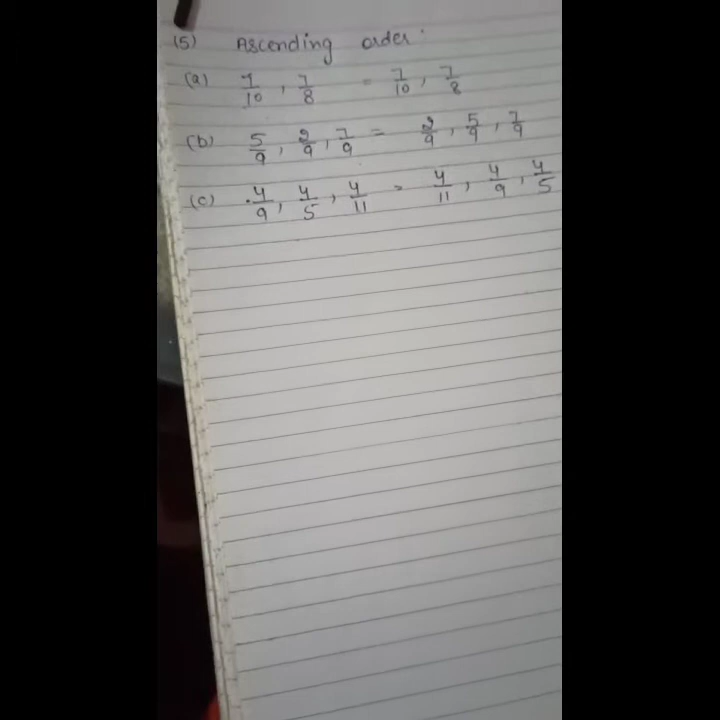 (5) Ascending order:
(a) 7/10, 7/8 = 7/10, 7/8
(b) 5/9, 2/9, 7/9 = 2/9, 5/9, 7/9
(c) 4/9, 4/5, 4/11 = 4/11, 4/9, 4/5